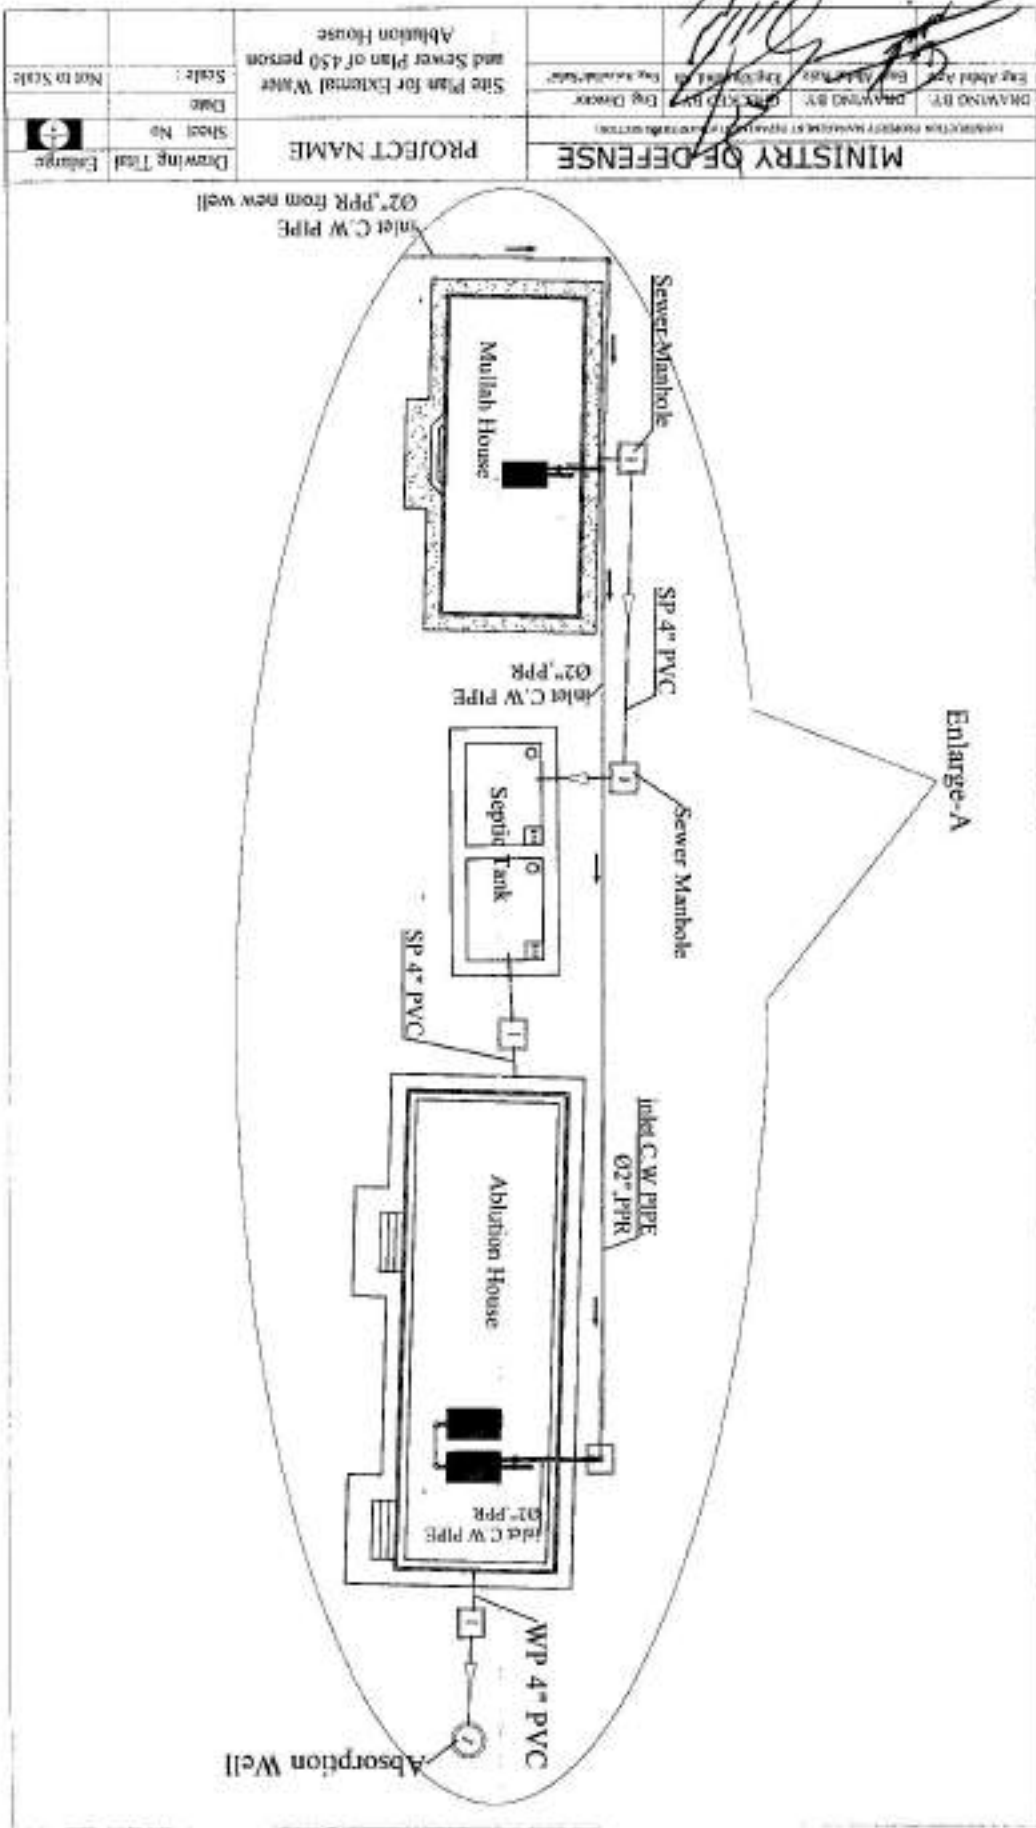 Enlarge-A
Sewer Manhole
SP 4" PVC
Sewer Manhole
inlet C.W PIPE
Ø2",PPR
Mullah House
inlet C.W PIPE
Ø2",PPR
Septic Tank
SP 4" PVC
Ablution House
inlet C.W PIPE
Ø2",PPR
WP 4" PVC
Absorption Well
inlet C.W PIPE
Ø2",PPR from new well
MINISTRY OF DEFENSE
DRAWING BY:
DRAWING BY:
CHECKED BY:
Eng Director
PROJECT NAME
Site Plan for External Water
and Sewer Plan of 450 person
Ablution House
Drawing Tital
Enlarge
Sheet No
Date
Scale :
Not to Scale